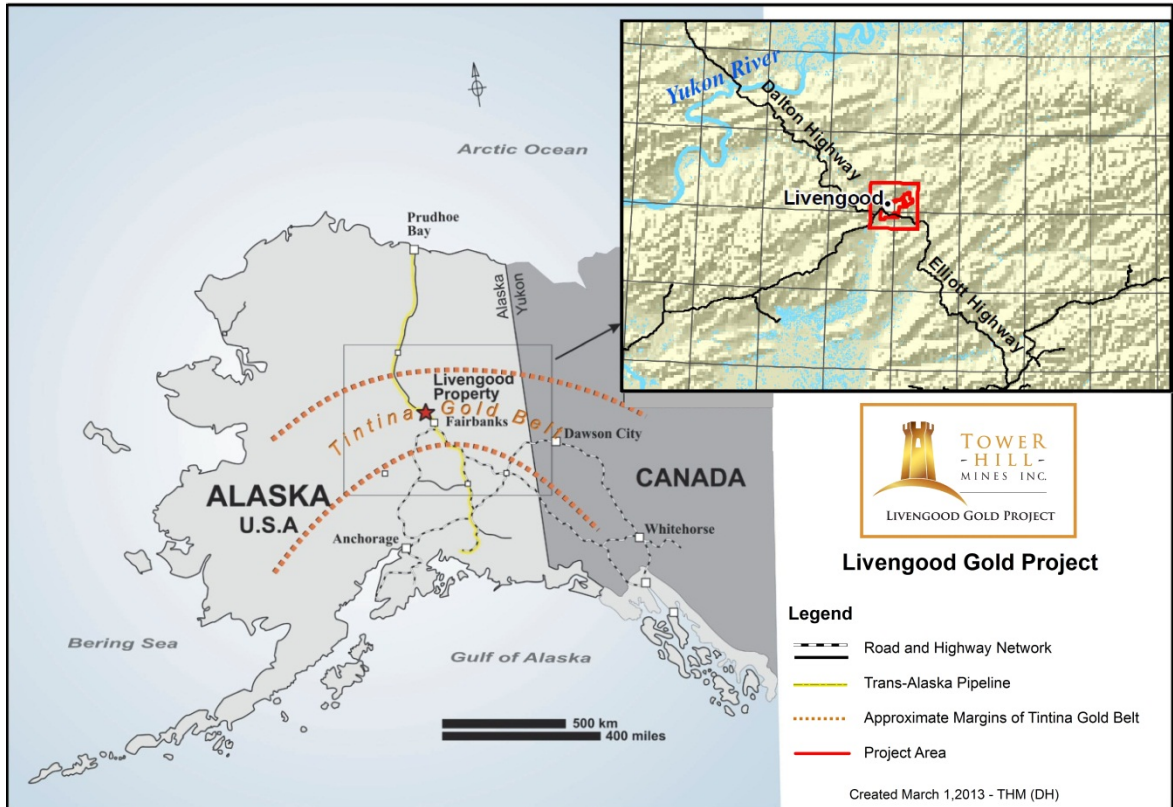 Arctic Ocean
Prudhoe
Bay
Alaska
Yukon
Livengood
Property
Tintina Gold Belt
Fairbanks
Dawson City
ALASKA
U.S.A
CANADA
Anchorage
Whitehorse
Bering Sea
Gulf of Alaska
500 km
400 miles
Yukon River
Dalton Highway
Livengood
Elliott Highway
TOWER
- HILL -
MINES INC.
LIVENGOOD GOLD PROJECT
Livengood Gold Project
Legend
Road and Highway Network
Trans-Alaska Pipeline
Approximate Margins of Tintina Gold Belt
Project Area
Created March 1,2013 - THM (DH)